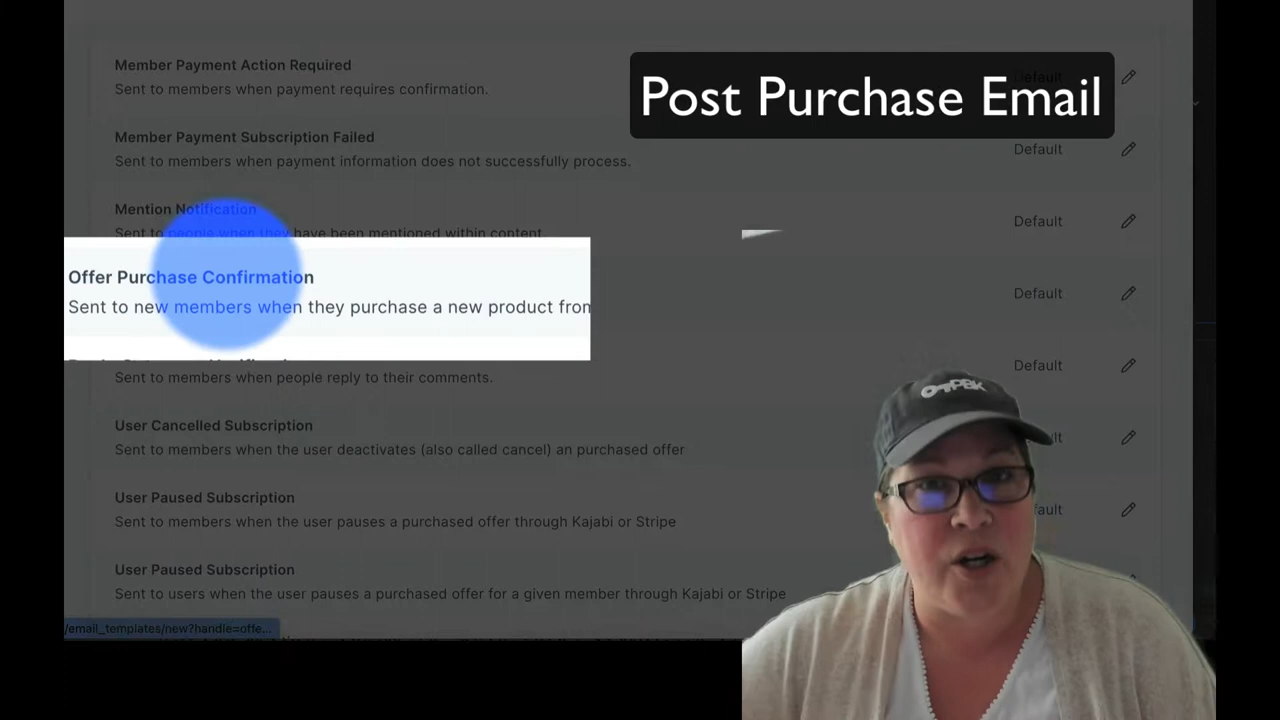 Member Payment Action Required
Sent to members when payment requires confirmation.
Default
Post Purchase Email
Member Payment Subscription Failed
Sent to members when payment information does not successfully process.
Default
Mention Notification
Sent to people when they have been mentioned within content.
Default
Offer Purchase Confirmation
Sent to new members when they purchase a new product from
Default
Sent to members when people reply to their comments.
Default
User Cancelled Subscription
Sent to members when the user deactivates (also called cancel) an purchased offer
User Paused Subscription
Sent to members when the user pauses a purchased offer through Kajabi or Stripe
User Paused Subscription
Sent to users when the user pauses a purchased offer for a given member through Kajabi or Stripe
/email_templates/new?handle=offe...